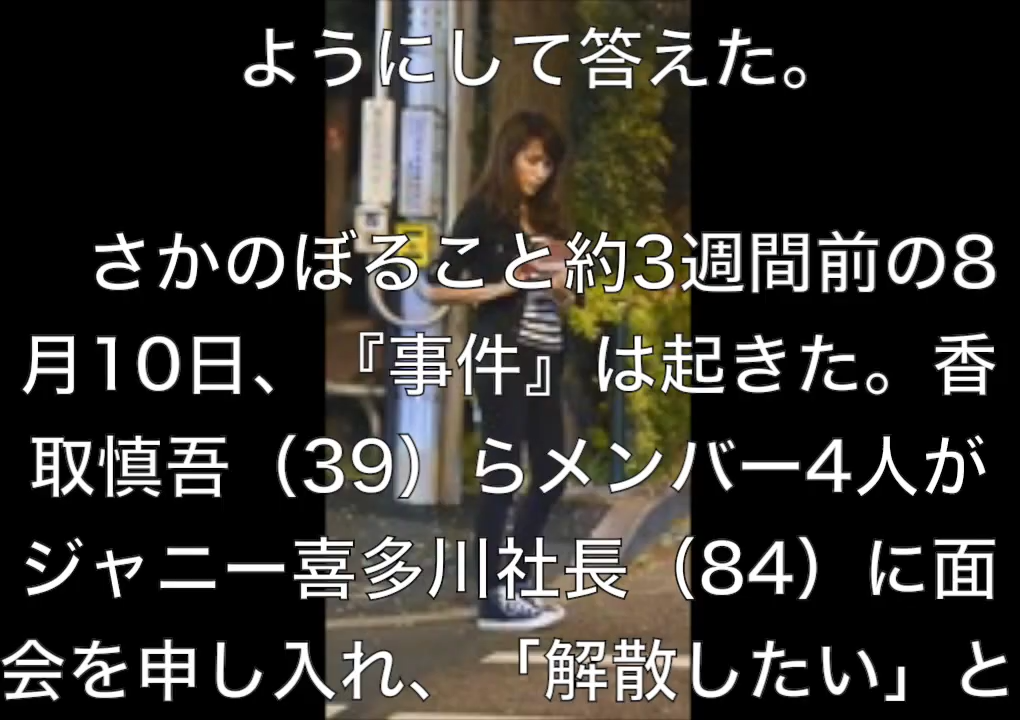 ようにして答えた。
さかのぼること約3週間前の8
月10日、『事件』は起きた。香
取慎吾（39）らメンバー4人が
ジャニー喜多川社長（84）に面
会を申し入れ、「解散したい」と